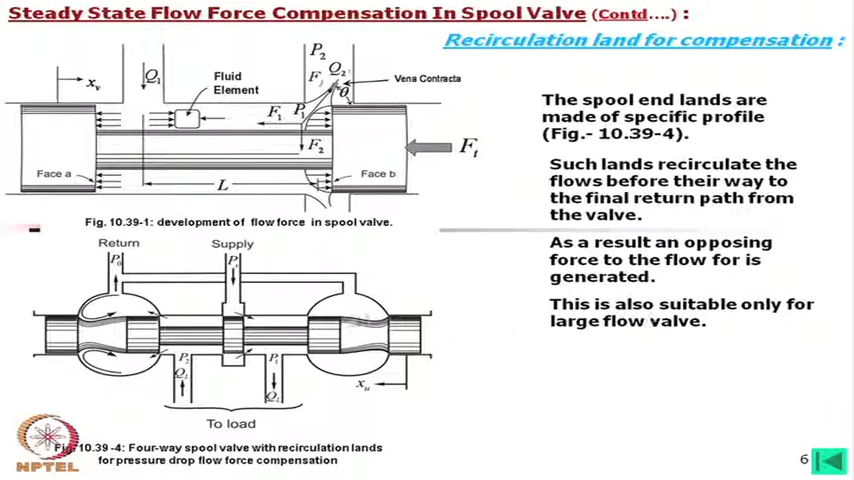 Steady State Flow Force Compensation In Spool Valve (Contd....) :
Recirculation land for compensation :
P2
Q1
Q2
xv
Fluid
Element
Fj
Vena Contracta
θ
F1
P1
F2
Ft
Face a
L
Face b
Fig. 10.39-1: development of flow force in spool valve.
The spool end lands are
made of specific profile
(Fig.- 10.39-4).
Such lands recirculate the
flows before their way to
the final return path from
the valve.
As a result an opposing
force to the flow for is
generated.
This is also suitable only for
large flow valve.
Return
Supply
P0
Ps
P2
P1
QL
QL
xu
To load
Fig. 10.39 -4: Four-way spool valve with recirculation lands
for pressure drop flow force compensation
NPTEL
6